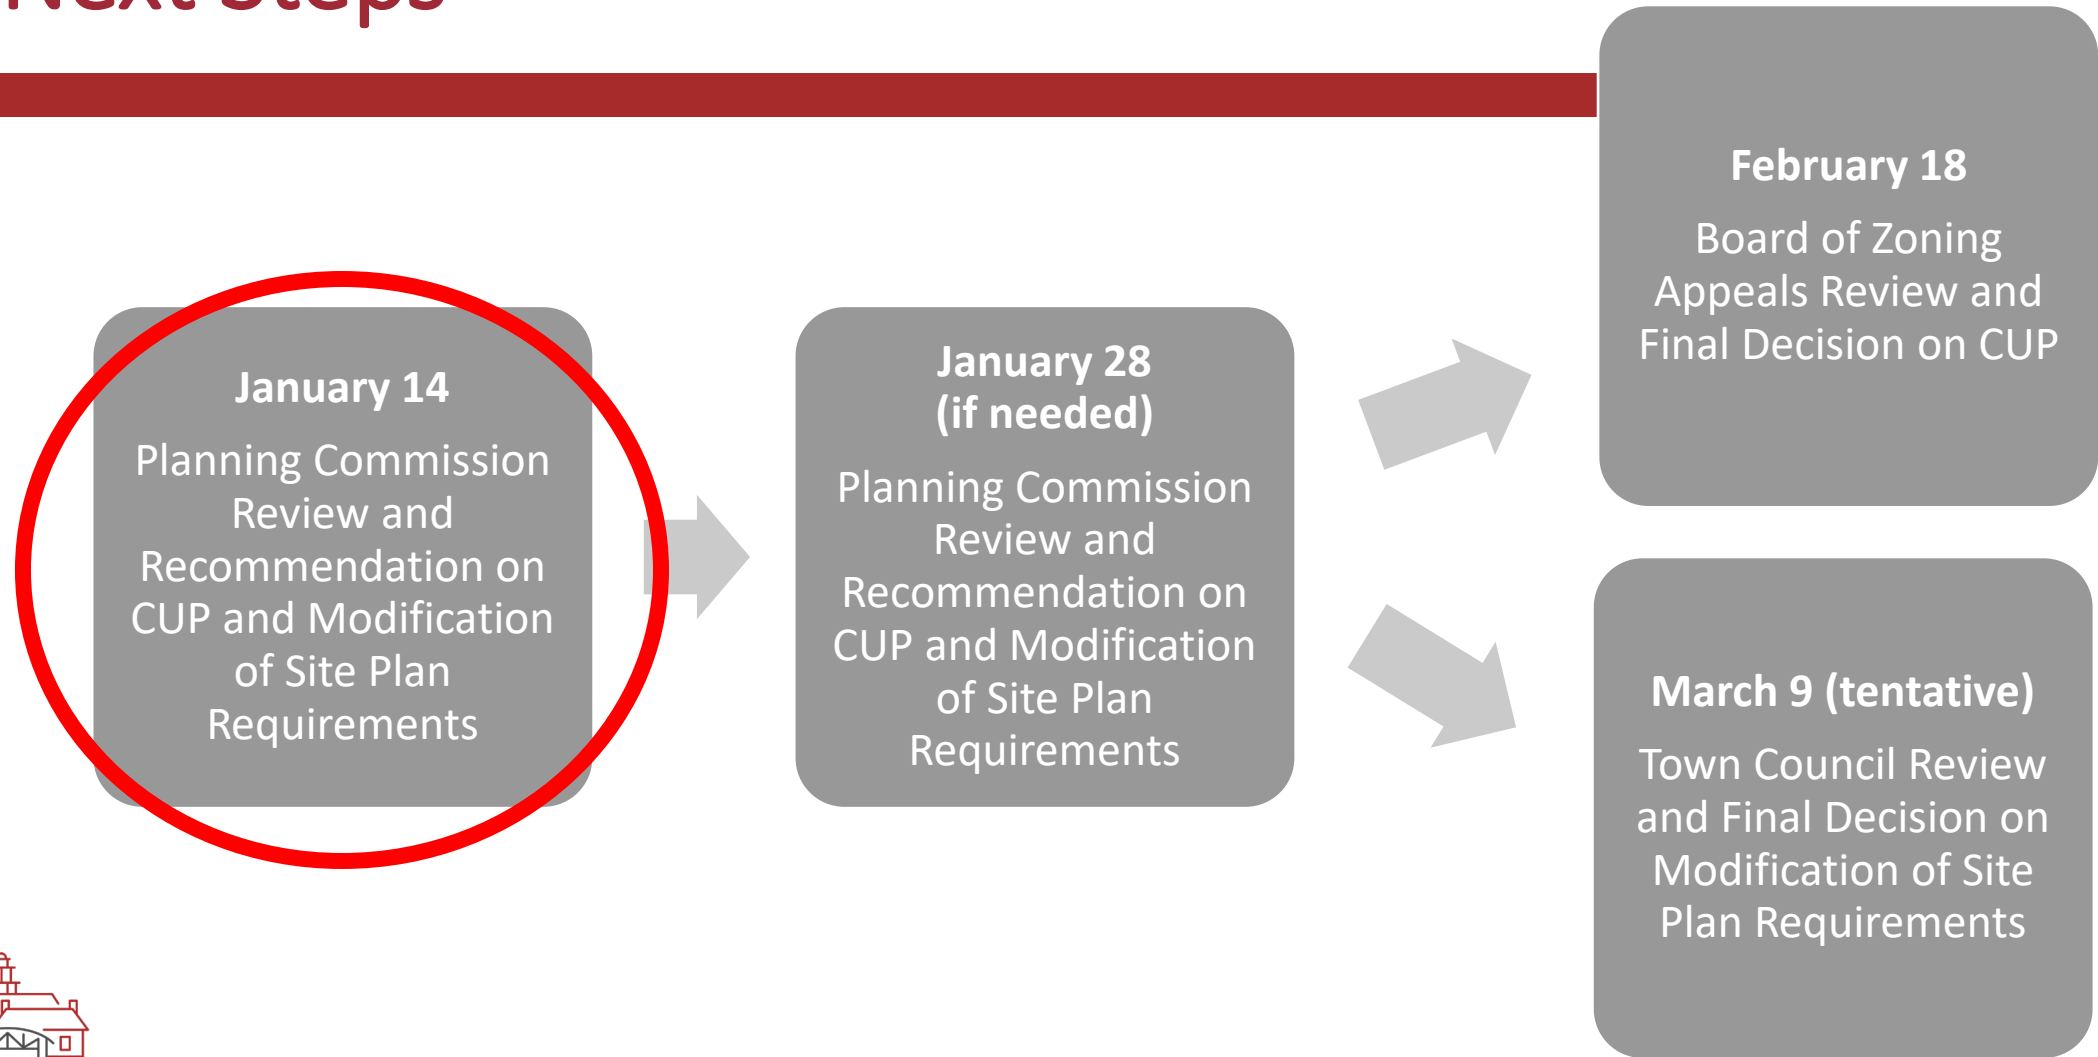 Next Steps
January 14
Planning Commission
Review and
Recommendation on
CUP and Modification
of Site Plan
Requirements
January 28
(if needed)
Planning Commission
Review and
Recommendation on
CUP and Modification
of Site Plan
Requirements
February 18
Board of Zoning
Appeals Review and
Final Decision on CUP
March 9 (tentative)
Town Council Review
and Final Decision on
Modification of Site
Plan Requirements